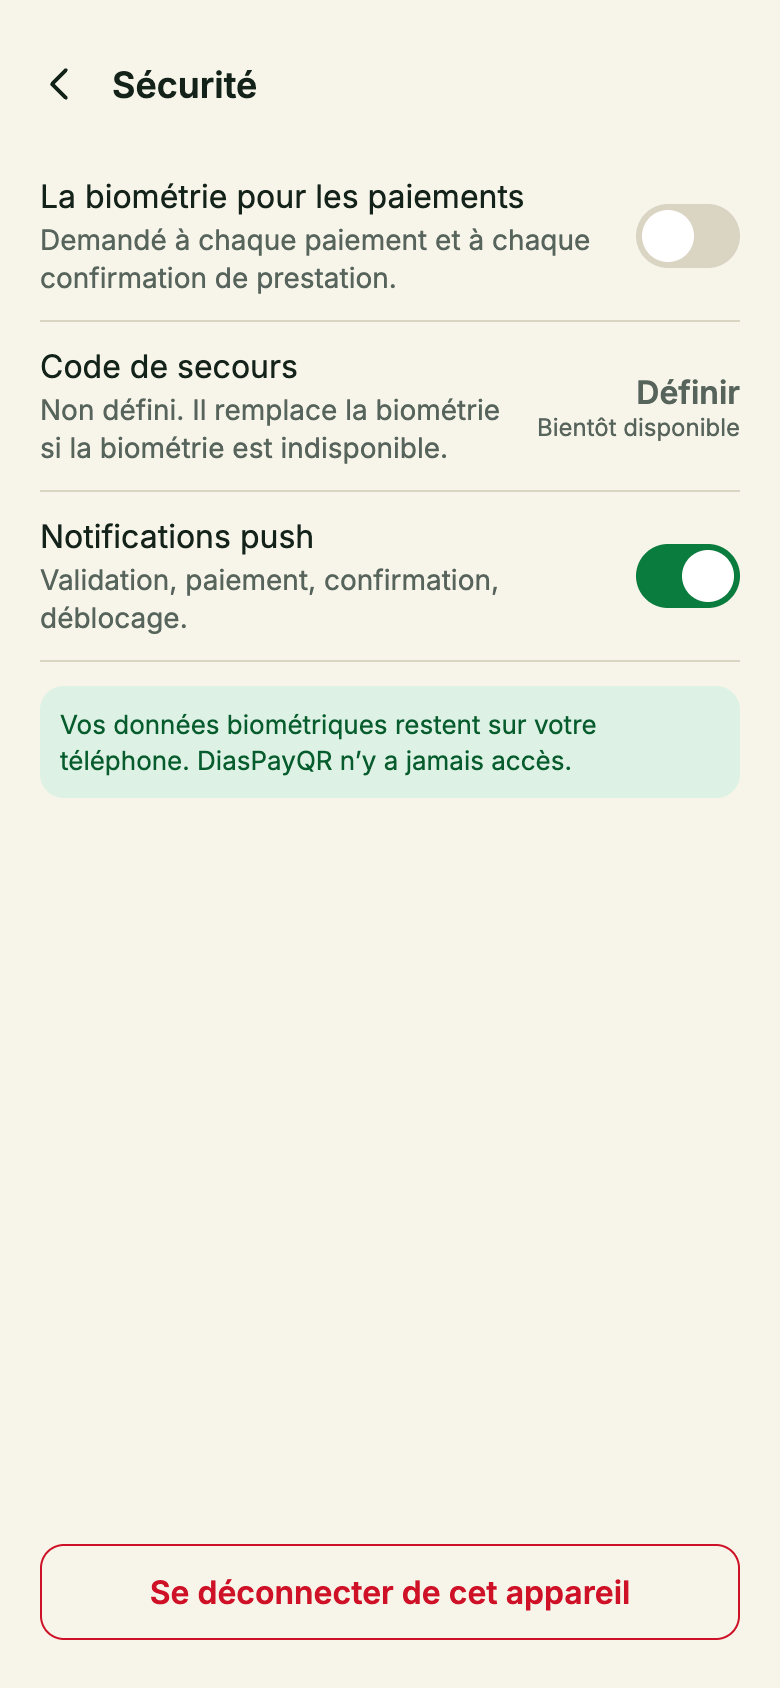 Sécurité
La biométrie pour les paiements
Demandé à chaque paiement et à chaque
confirmation de prestation.
Code de secours
Non défini. Il remplace la biométrie
si la biométrie est indisponible.
Définir
Bientôt disponible
Notifications push
Validation, paiement, confirmation,
déblocage.
Vos données biométriques restent sur votre
téléphone. DiasPayQR n’y a jamais accès.
Se déconnecter de cet appareil